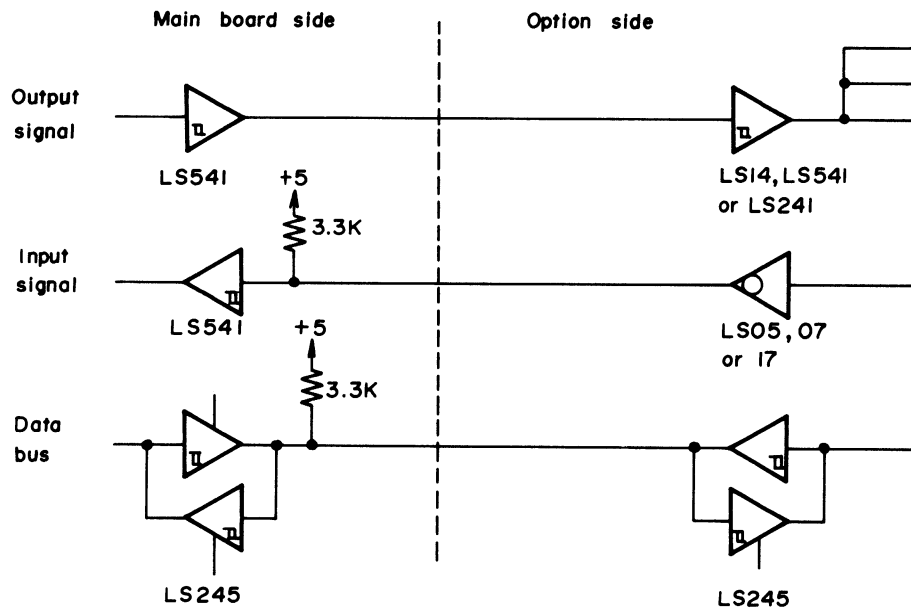 Main board side
Option side
Output
signal
LS541
LS14, LS541
or LS241
+5
3.3K
Input
signal
LS541
LS05, 07
or 17
+5
3.3K
Data
bus
LS245
LS245